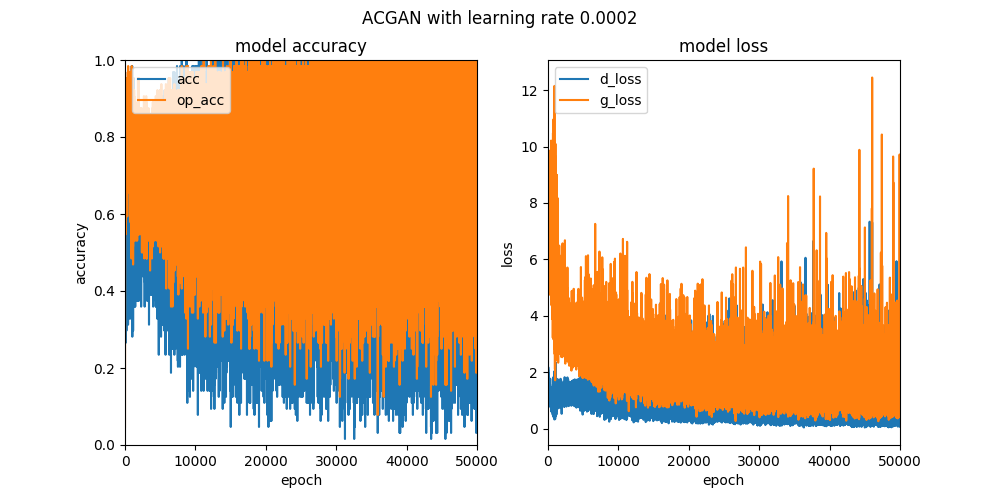 ACGAN with learning rate 0.0002
model accuracy
acc
op_acc
accuracy
1.0
0.8
0.6
0.4
0.2
0.0
0 10000 20000 30000 40000 50000
epoch
model loss
d_loss
g_loss
loss
12
10
8
6
4
2
0
0 10000 20000 30000 40000 50000
epoch